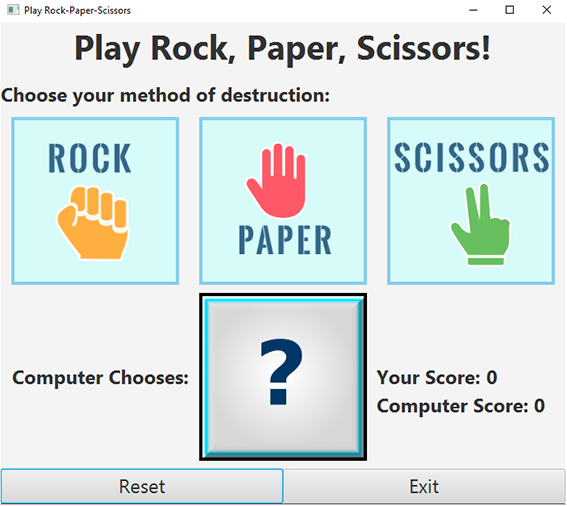 Play Rock-Paper-Scissors
Play Rock, Paper, Scissors!
Choose your method of destruction:
ROCK
PAPER
SCISSORS
Computer Chooses:
?
Your Score: 0
Computer Score: 0
Reset
Exit